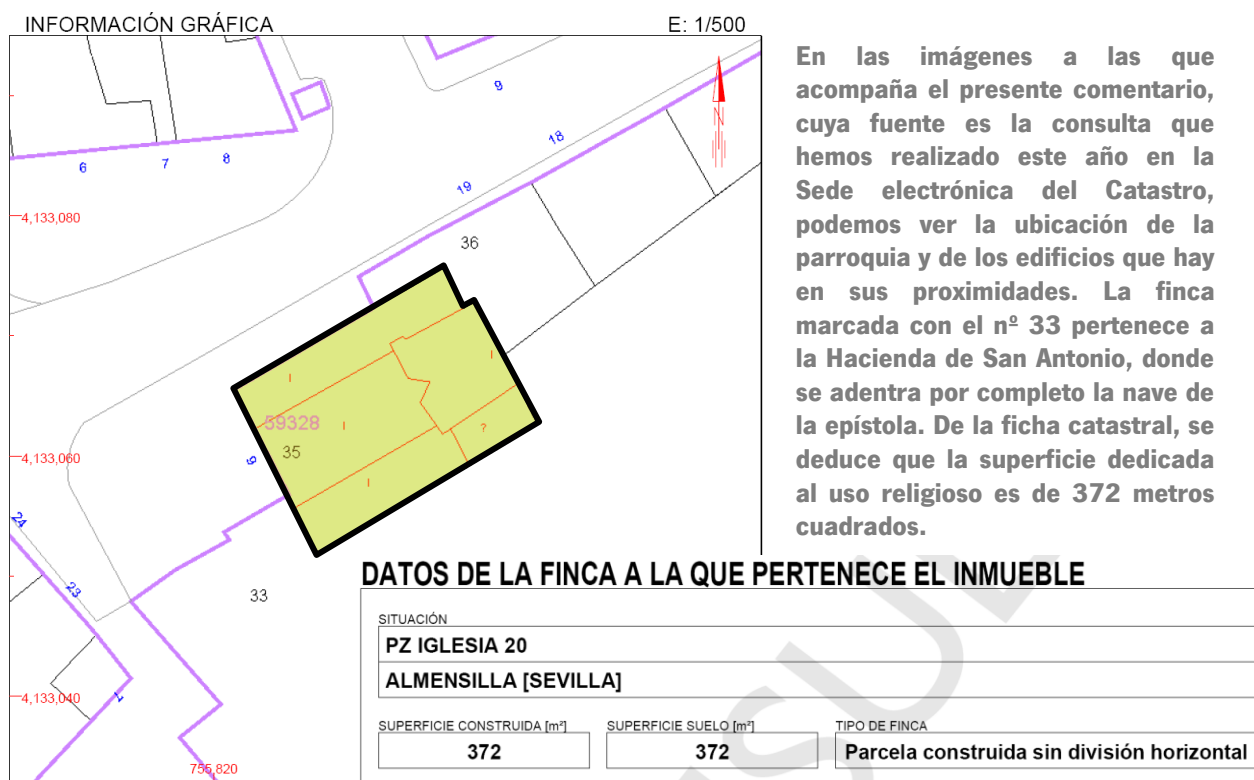 INFORMACIÓN GRÁFICA
E: 1/500
En las imágenes a las que
acompaña el presente comentario,
cuya fuente es la consulta que
hemos realizado este año en la
Sede electrónica del Catastro,
podemos ver la ubicación de la
parroquia y de los edificios que hay
en sus proximidades. La finca
marcada con el nº 33 pertenece a
la Hacienda de San Antonio, donde
se adentra por completo la nave de
la epístola. De la ficha catastral, se
deduce que la superficie dedicada
al uso religioso es de 372 metros
cuadrados.
N
9
18
6
7
8
19
4,133,080
36
I
I
59328
I
35
9
?
4,133,060
I
24
23
33
4,133,040
1
755,820
DATOS DE LA FINCA A LA QUE PERTENECE EL INMUEBLE
SITUACIÓN
PZ IGLESIA 20
ALMENSILLA [SEVILLA]
SUPERFICIE CONSTRUIDA [m²]
SUPERFICIE SUELO [m²]
TIPO DE FINCA
372
372
Parcela construida sin división horizontal